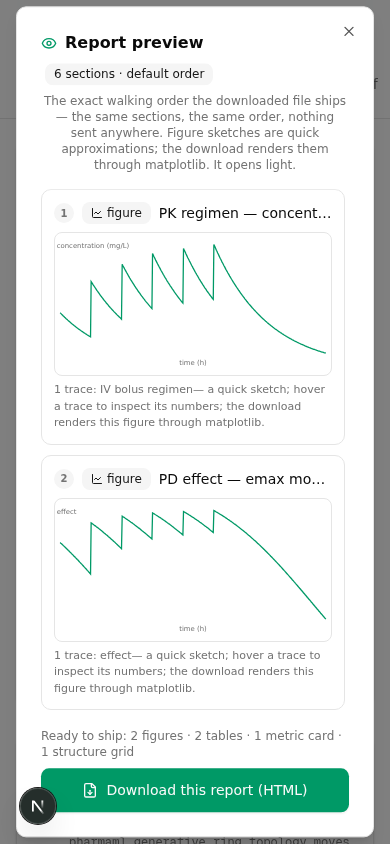 Report preview
6 sections · default order
The exact walking order the downloaded file ships
— the same sections, the same order, nothing
sent anywhere. Figure sketches are quick
approximations; the download renders them
through matplotlib. It opens light.
1 figure PK regimen — concent...
concentration (mg/L)
time (h)
1 trace: IV bolus regimen— a quick sketch; hover
a trace to inspect its numbers; the download
renders this figure through matplotlib.
2 figure PD effect — emax mo...
effect
time (h)
1 trace: effect— a quick sketch; hover a trace to
inspect its numbers; the download renders this
figure through matplotlib.
Ready to ship: 2 figures · 2 tables · 1 metric card ·
1 structure grid
Download this report (HTML)
N
pharmaml generative ring topology moves